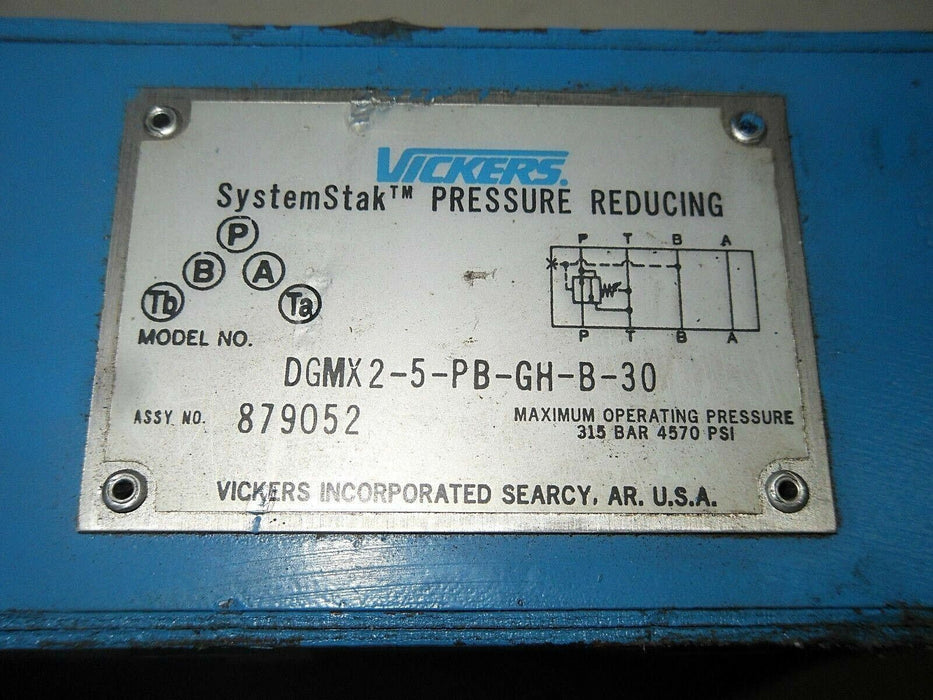 VICKERS.
SystemStak™ PRESSURE REDUCING
P
B A
Tb Ta
P T B A
P T B A
MODEL NO.
DGMX2-5-PB-GH-B-30
ASSY NO. 879052
MAXIMUM OPERATING PRESSURE
315 BAR 4570 PSI
VICKERS INCORPORATED SEARCY, AR. U.S.A.